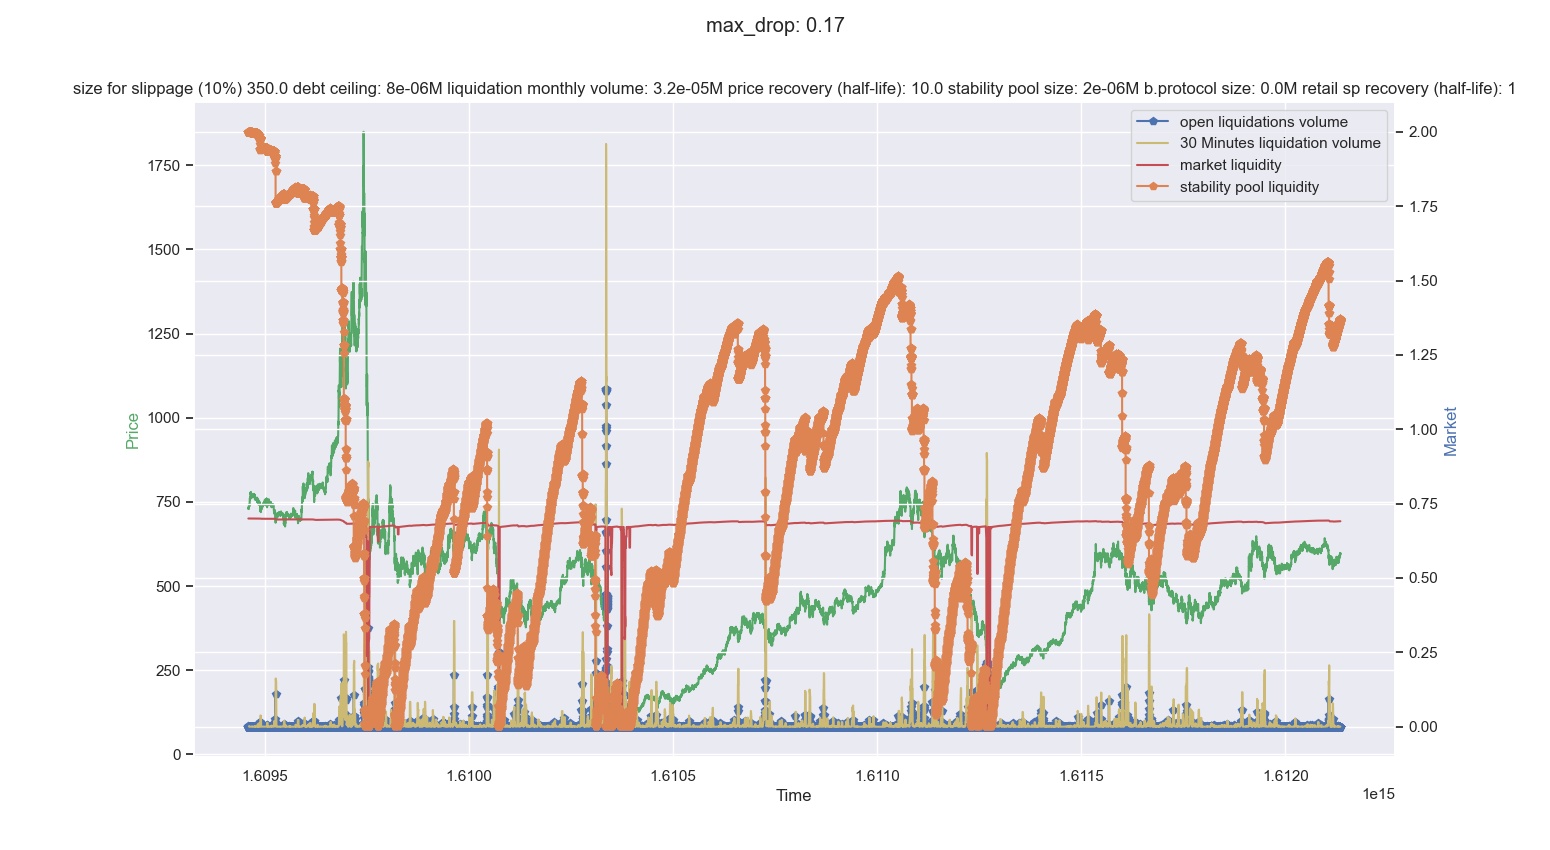 max_drop: 0.17
size for slippage (10%) 350.0 debt ceiling: 8e-06M liquidation monthly volume: 3.2e-05M price recovery (half-life): 10.0 stability pool size: 2e-06M b.protocol size: 0.0M retail sp recovery (half-life): 1
open liquidations volume
30 Minutes liquidation volume
market liquidity
stability pool liquidity
1750
1500
1250
1000
750
500
250
0
Price
2.00
1.75
1.50
1.25
1.00
0.75
0.50
0.25
0.00
Market
1.6095 1.6100 1.6105 1.6110 1.6115 1.6120
Time
1e15